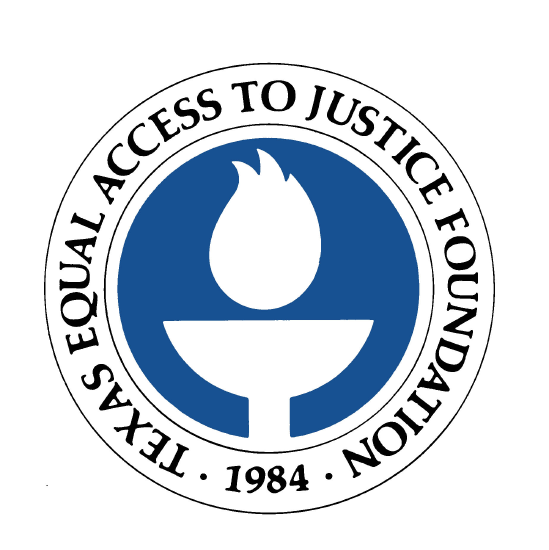 TEXAS EQUAL ACCESS TO JUSTICE FOUNDATION
· 1984 ·